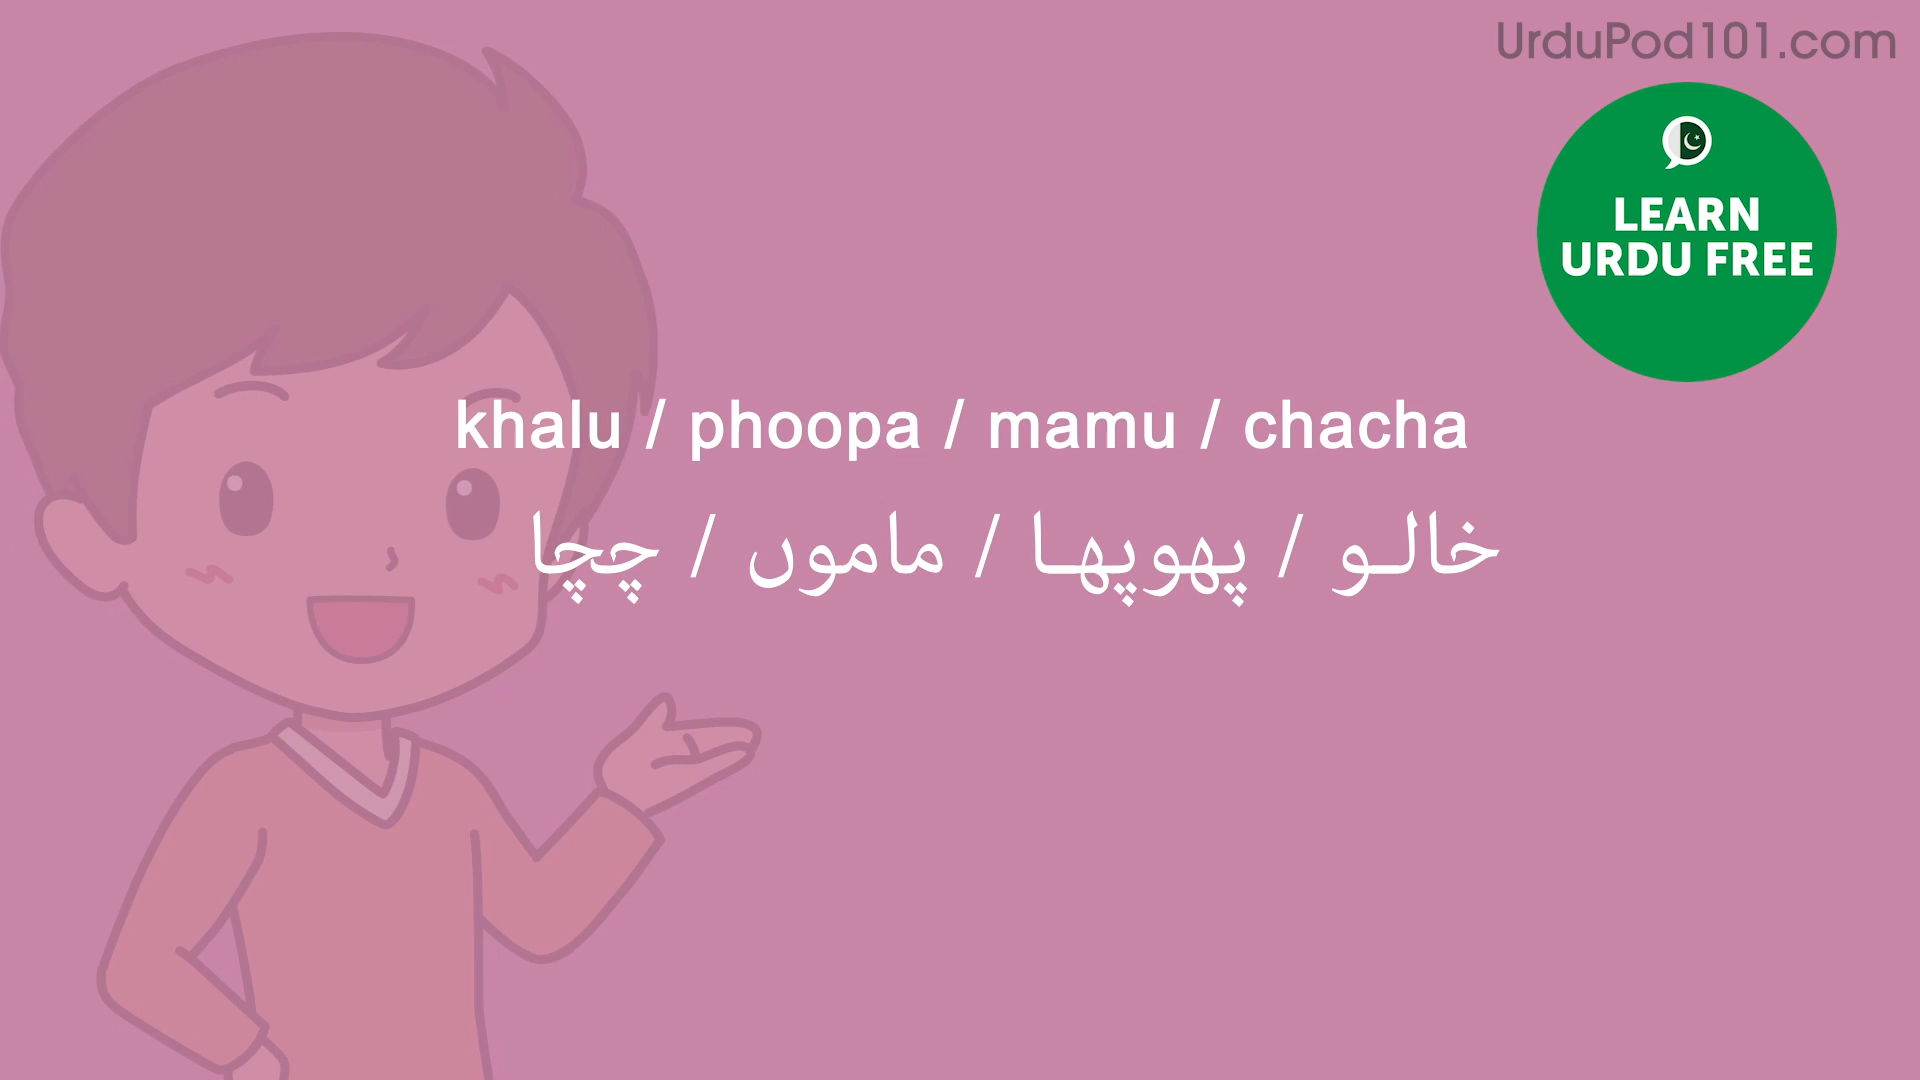 UrduPod101.com
LEARN
URDU FREE
khalu / phoopa / mamu / chacha
خالو / پھوپھا / ماموں / چچا